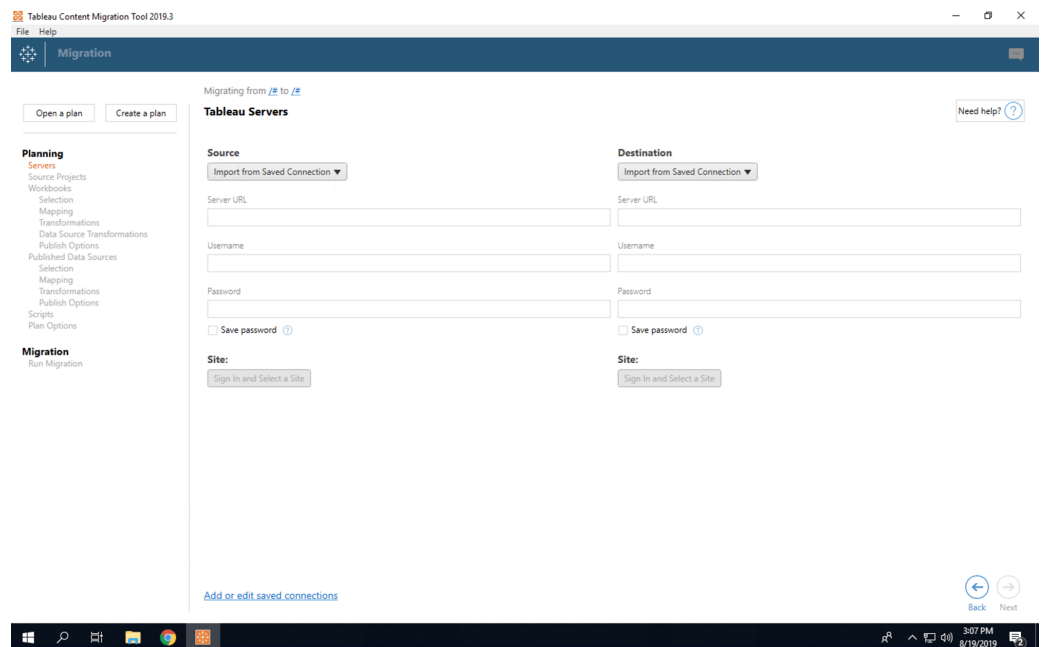 Tableau Content Migration Tool 2019.3
File Help
Migration
Migrating from /# to /#
Open a plan Create a plan
Tableau Servers
Need help? ?
Planning
Servers
Source Projects
Workbooks
Selection
Mapping
Transformations
Data Source Transformations
Publish Options
Published Data Sources
Selection
Mapping
Transformations
Publish Options
Scripts
Plan Options
Migration
Run Migration
Source
Import from Saved Connection ▼
Server URL
Username
Password
Save password ?
Site:
Sign In and Select a Site
Destination
Import from Saved Connection ▼
Server URL
Username
Password
Save password ?
Site:
Sign In and Select a Site
Add or edit saved connections
Back Next
3:07 PM
8/19/2019
2